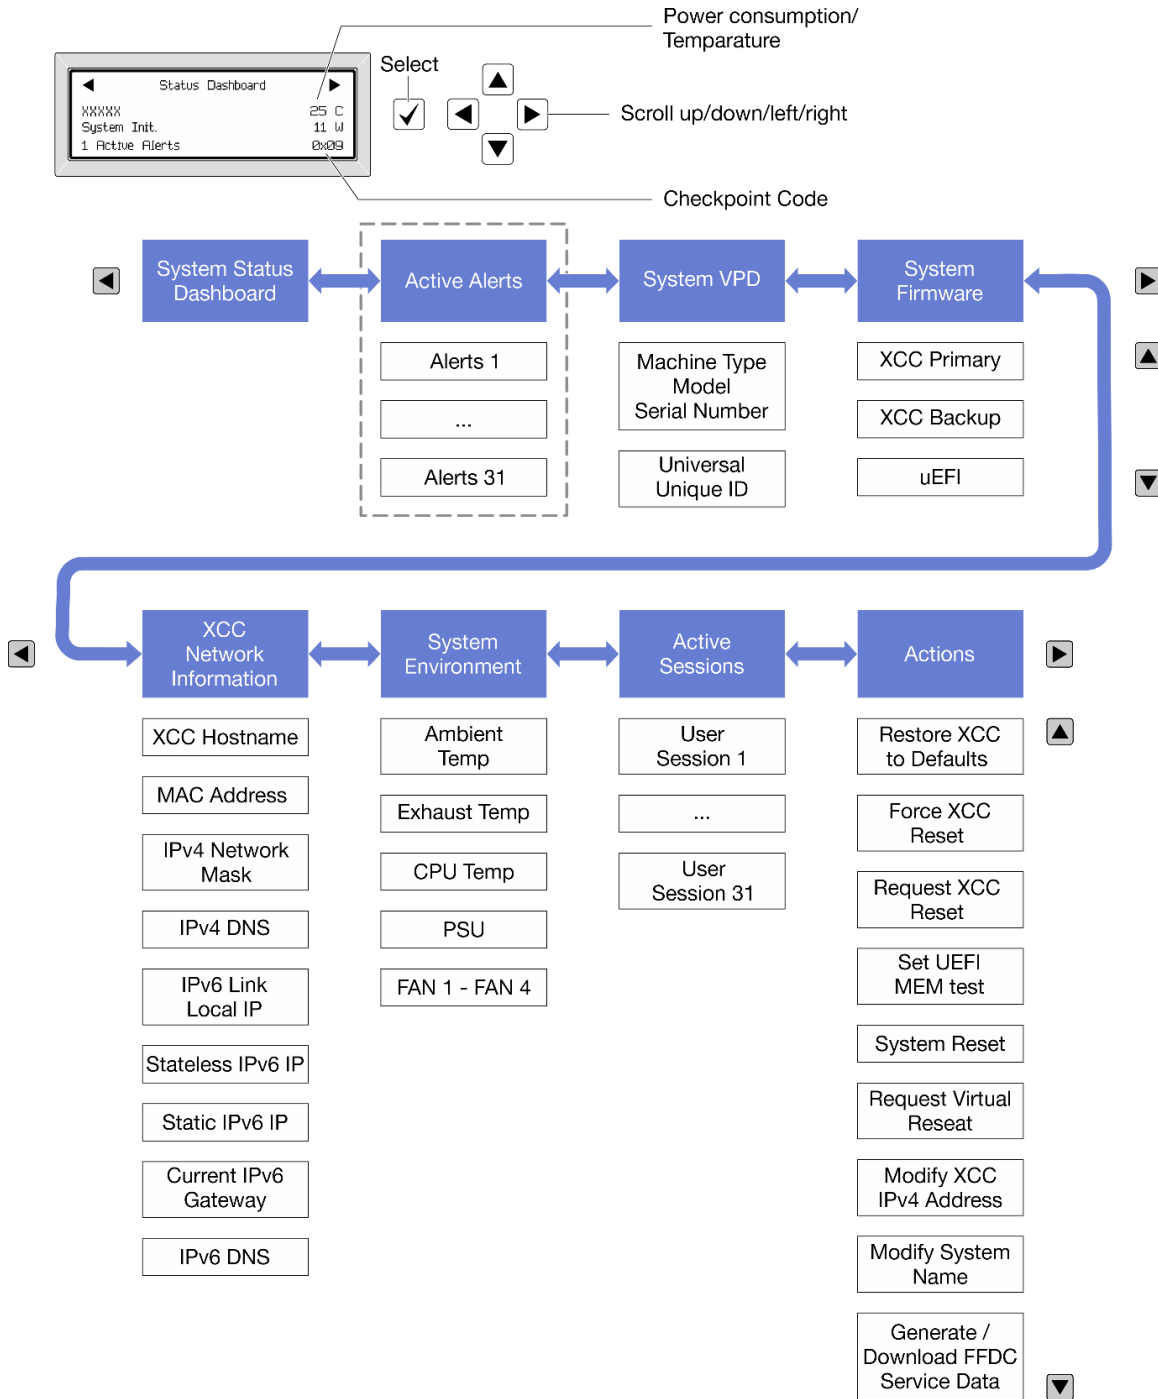 Power consumption/
Temparature
Select
Status Dashboard
XXXXX 25 C
System Init. 11 W
1 Active Alerts 0x09
Scroll up/down/left/right
Checkpoint Code
System Status
Dashboard
Active Alerts
System VPD
System
Firmware
Alerts 1
...
Alerts 31
Machine Type
Model
Serial Number
Universal
Unique ID
XCC Primary
XCC Backup
uEFI
XCC
Network
Information
System
Environment
Active
Sessions
Actions
XCC Hostname
MAC Address
IPv4 Network
Mask
IPv4 DNS
IPv6 Link
Local IP
Stateless IPv6 IP
Static IPv6 IP
Current IPv6
Gateway
IPv6 DNS
Ambient
Temp
Exhaust Temp
CPU Temp
PSU
FAN 1 - FAN 4
User
Session 1
...
User
Session 31
Restore XCC
to Defaults
Force XCC
Reset
Request XCC
Reset
Set UEFI
MEM test
System Reset
Request Virtual
Reseat
Modify XCC
IPv4 Address
Modify System
Name
Generate /
Download FFDC
Service Data